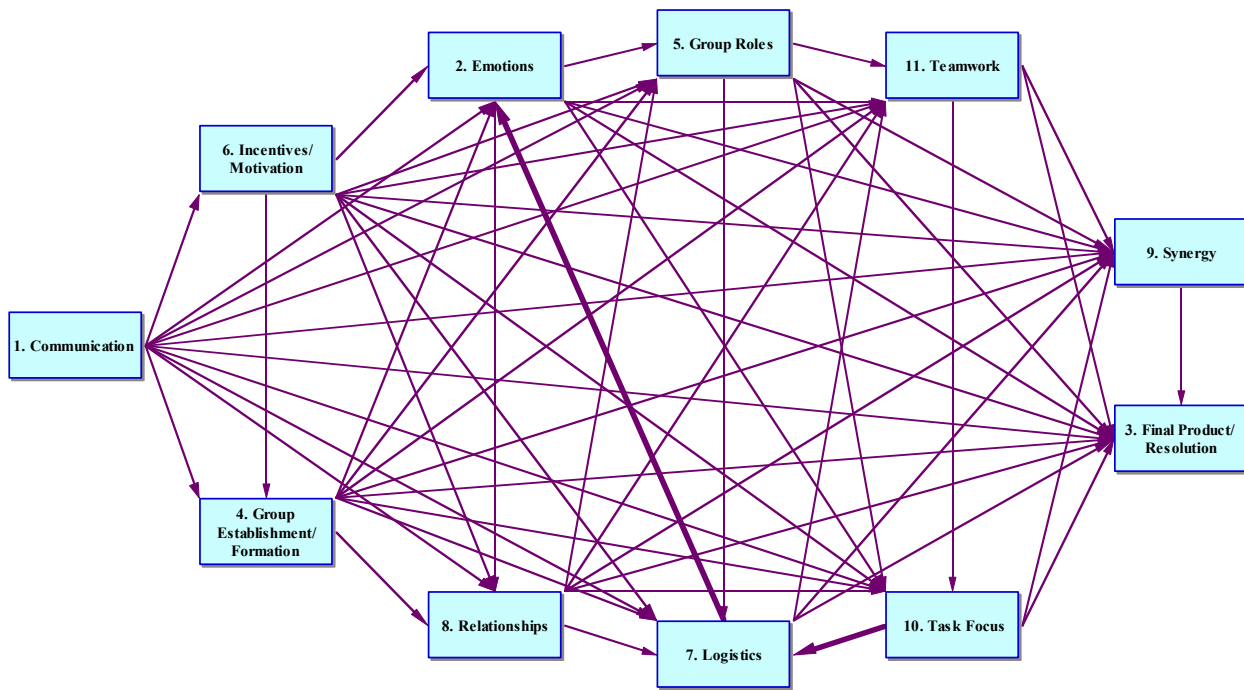 5. Group Roles
2. Emotions
11. Teamwork
6. Incentives/
Motivation
9. Synergy
1. Communication
3. Final Product/
Resolution
4. Group
Establishment/
Formation
8. Relationships
10. Task Focus
7. Logistics